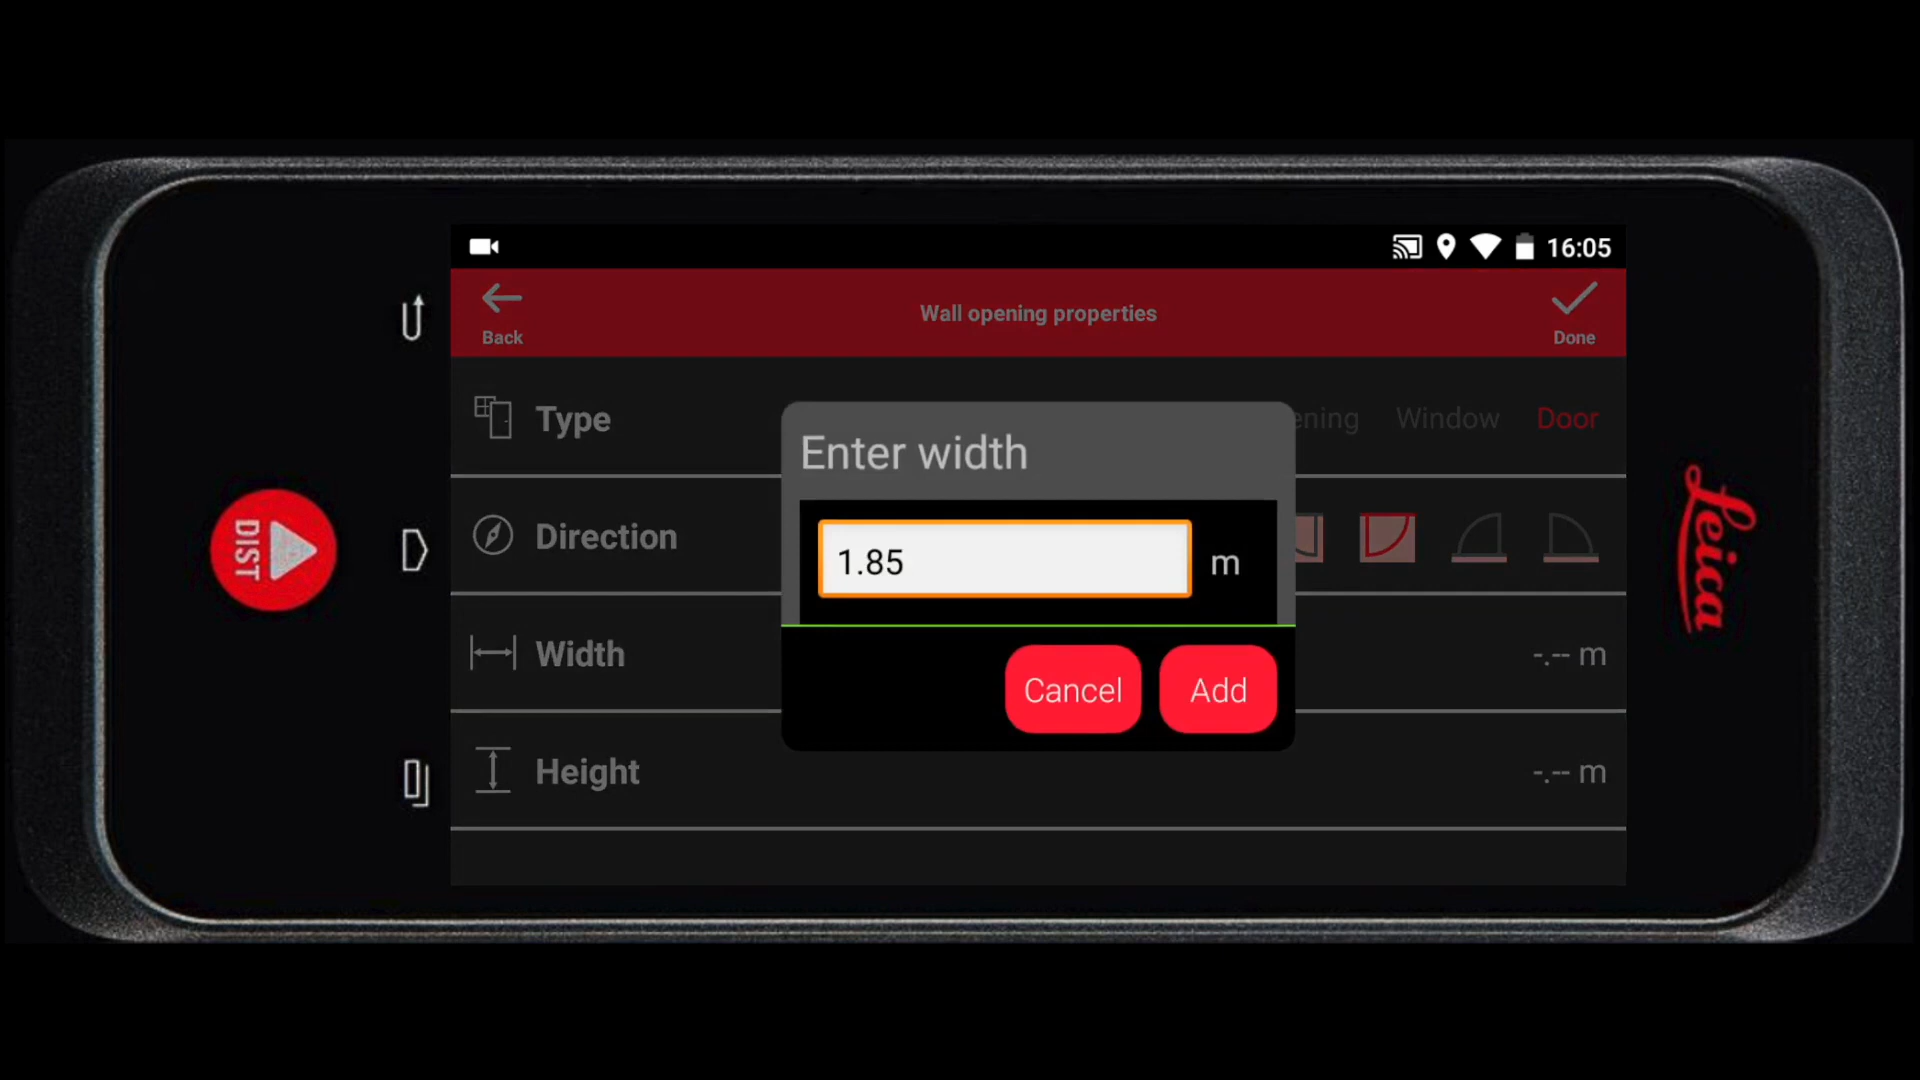 16:05
Back
Wall opening properties
Done
Type
ening Window Door
Enter width
DIST
Direction
1.85 m
Leica
Width
-.-- m
Cancel Add
Height
-.-- m